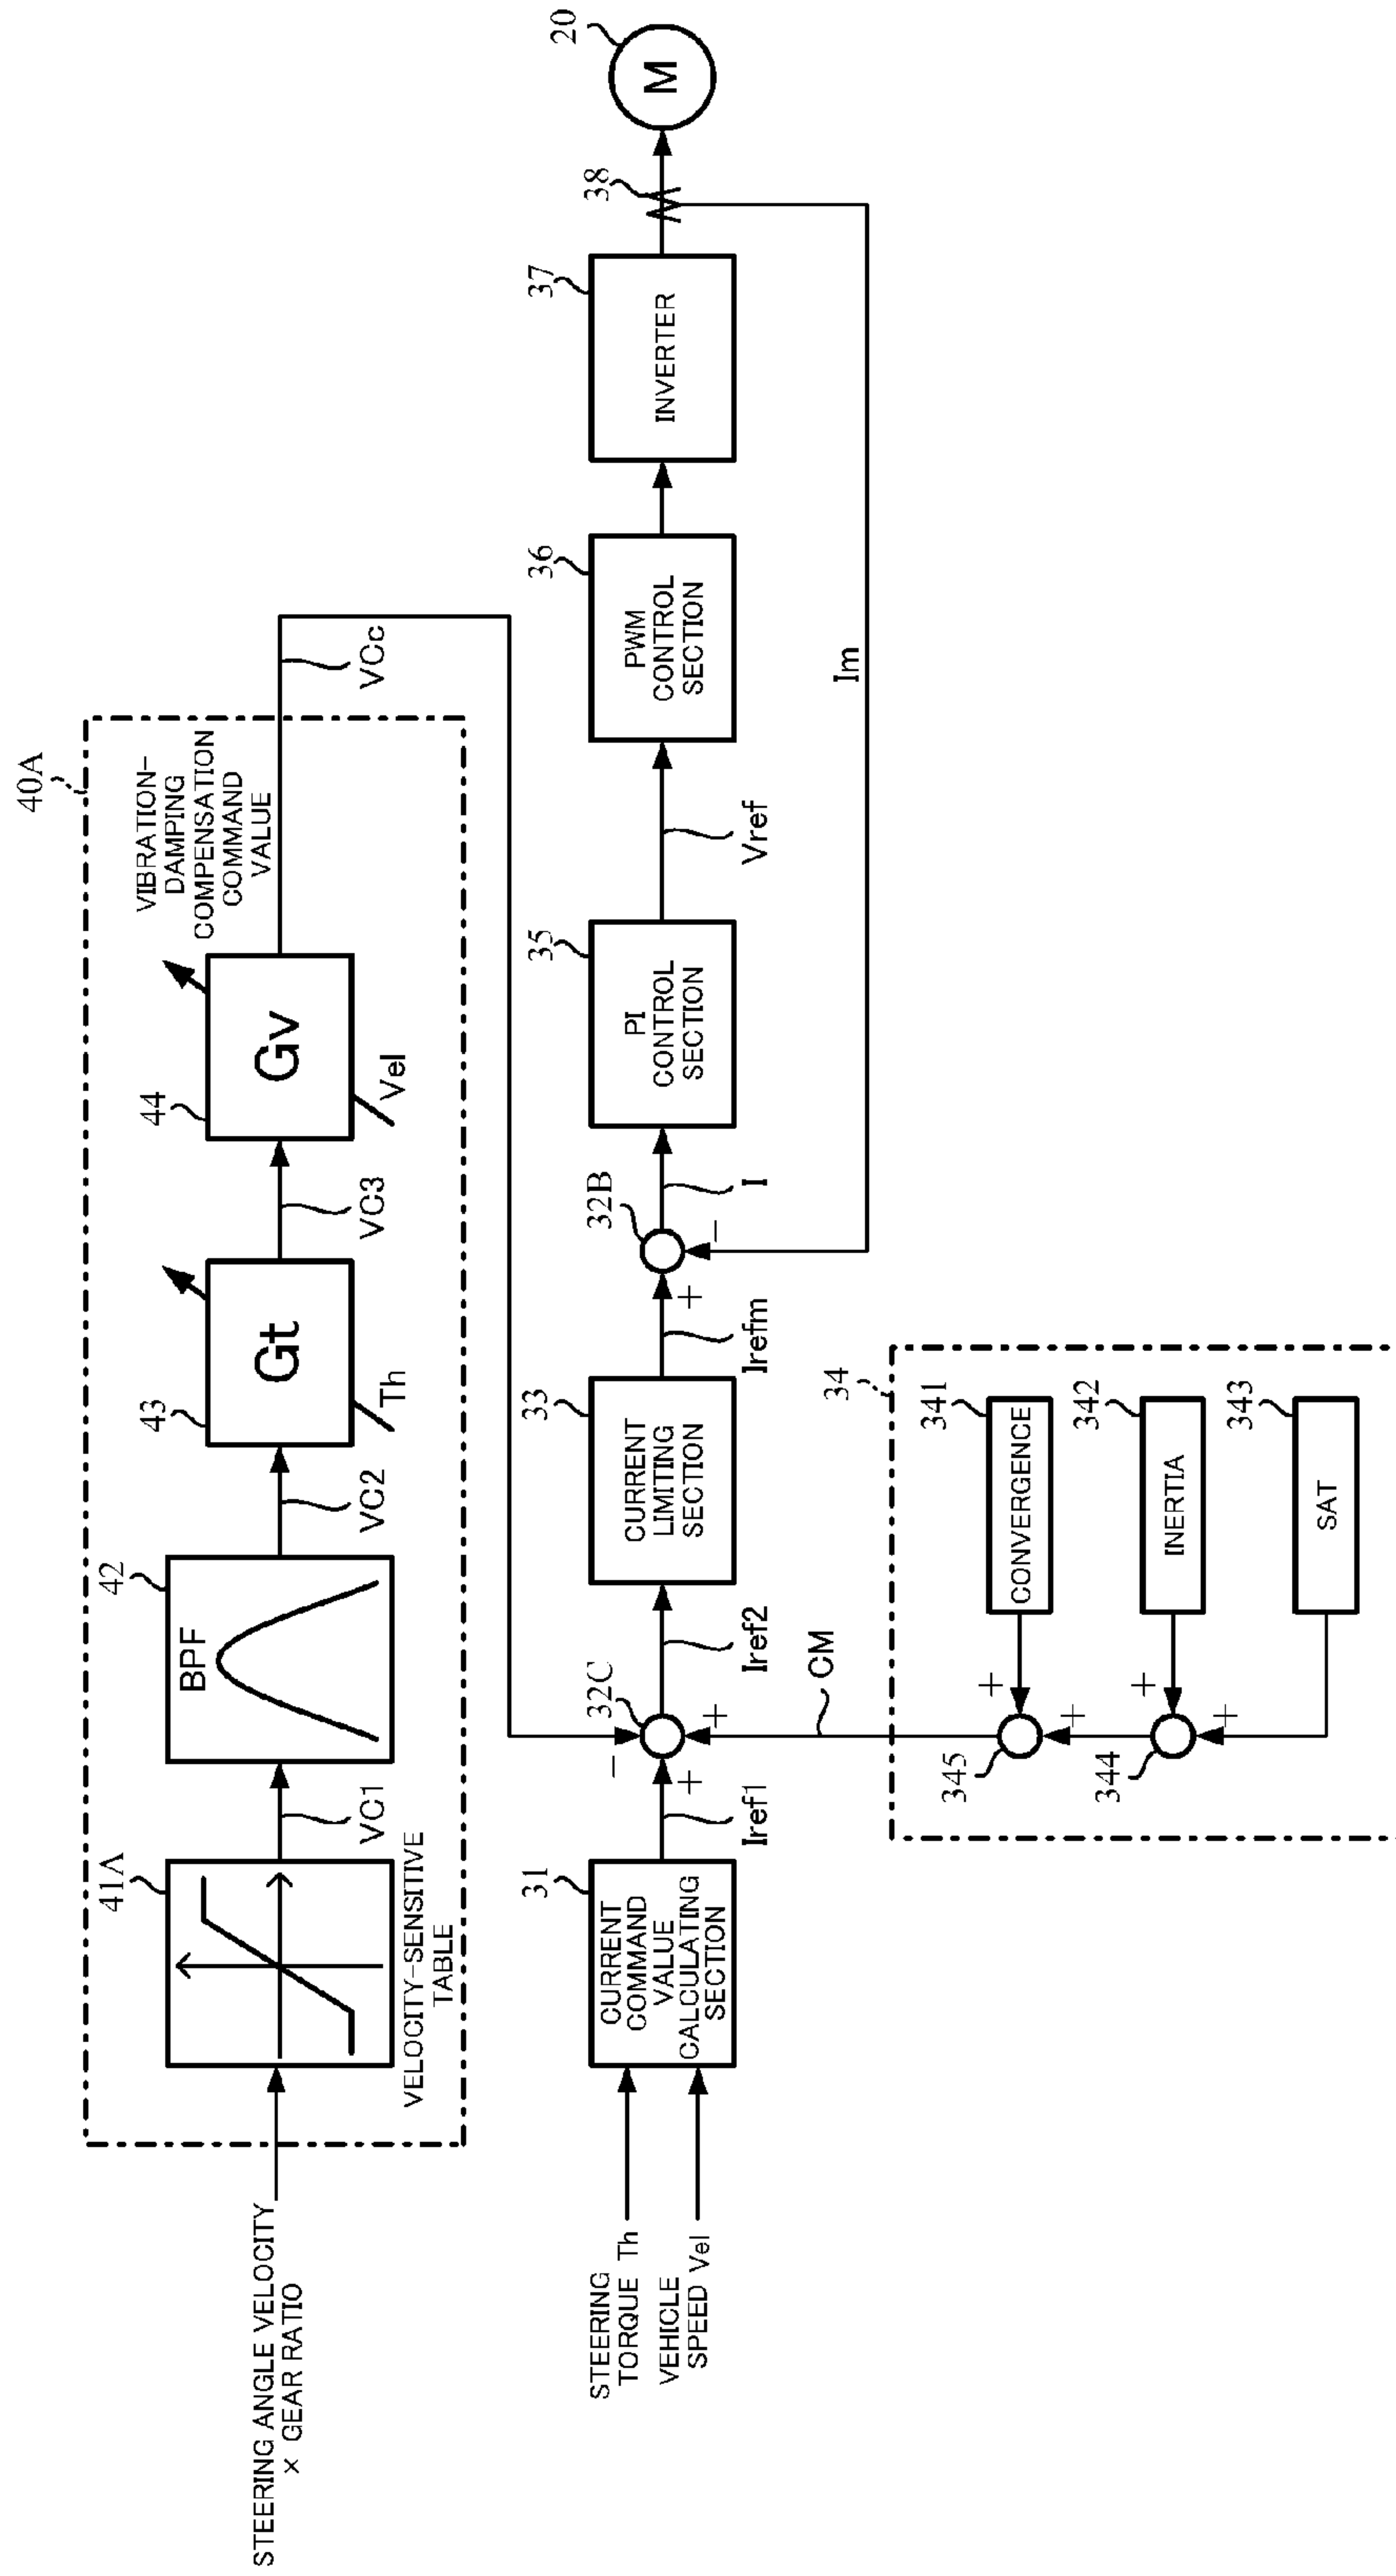 40A
STEERING ANGLE VELOCITY
× GEAR RATIO
41A
VELOCITY-SENSITIVE
TABLE
VC1
42
BPF
VC2
43
Gt
Th
VC3
44
Gv
Vel
VIBRATION-
DAMPING
COMPENSATION
COMMAND
VALUE
VCc
STEERING
TORQUE Th
VEHICLE
SPEED Vel
31
CURRENT
COMMAND
VALUE
CALCULATING
SECTION
Iref1
+
−
+
32C
Iref2
33
CURRENT
LIMITING
SECTION
Irefm
+
−
32B
I
35
PI
CONTROL
SECTION
Vref
36
PWM
CONTROL
SECTION
37
INVERTER
38
20
M
Im
CM
34
341
CONVERGENCE
342
INERTIA
343
SAT
+
+
345
+
+
344